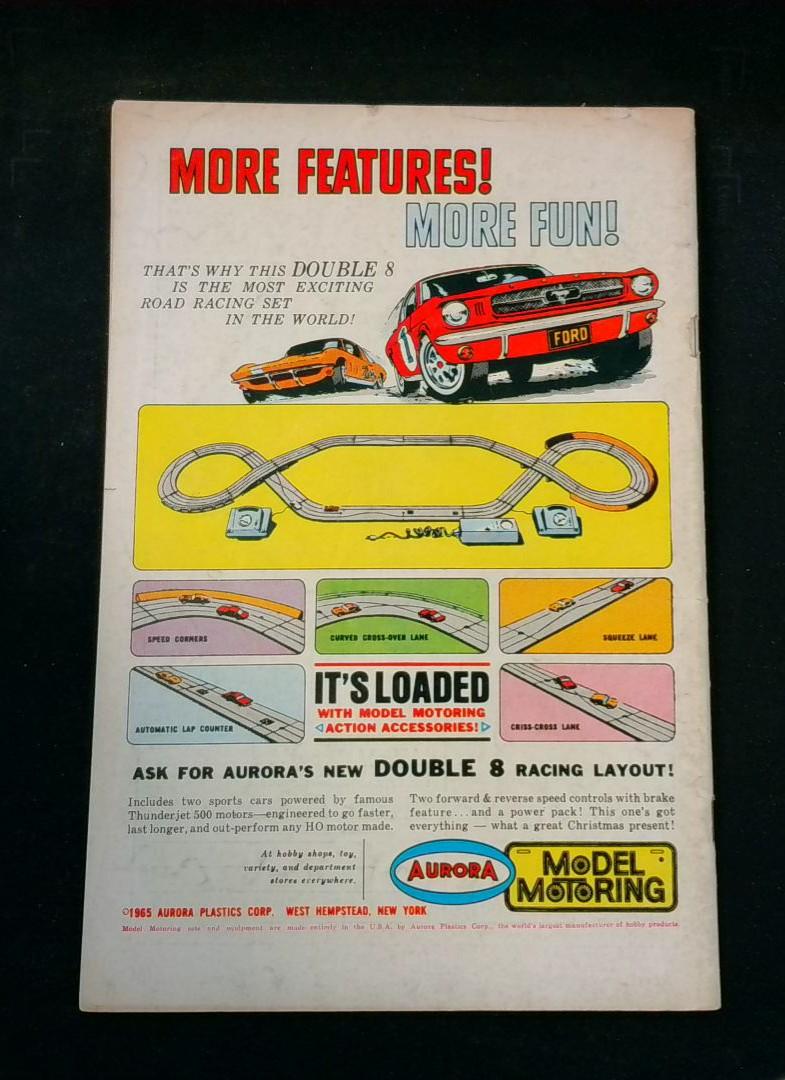 MORE FEATURES!
MORE FUN!
THAT'S WHY THIS DOUBLE 8
IS THE MOST EXCITING
ROAD RACING SET
IN THE WORLD!
1
FORD
SPEED CORNERS
CURVED CROSS-OVER LANE
SQUEEZE LANE
AUTOMATIC LAP COUNTER
IT'S LOADED
WITH MODEL MOTORING
ACTION ACCESSORIES!
CRISS-CROSS LANE
ASK FOR AURORA'S NEW DOUBLE 8 RACING LAYOUT!
Includes two sports cars powered by famous
Thunderjet 500 motors—engineered to go faster,
last longer, and out-perform any HO motor made.
Two forward & reverse speed controls with brake
feature...and a power pack! This one's got
everything — what a great Christmas present!
At hobby shops, toy,
variety, and department
stores everywhere.
AURORA
MODEL
MOTORING
©1965 AURORA PLASTICS CORP. WEST HEMPSTEAD, NEW YORK
Model Motoring sets and equipment are made entirely in the U.S.A. by Aurora Plastics Corp., the world's largest manufacturer of hobby products.